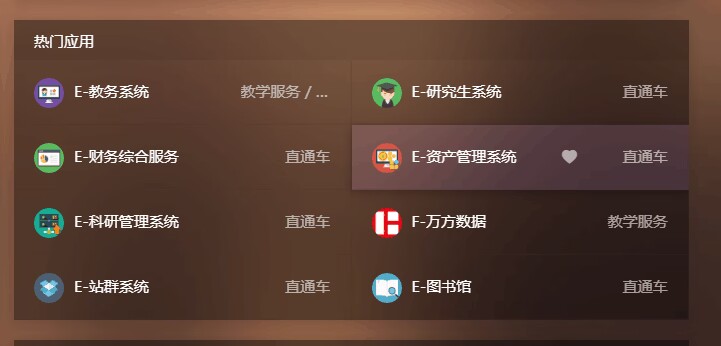 热门应用
E-教务系统 教学服务 / ...
E-研究生系统 直通车
E-财务综合服务 直通车
E-资产管理系统 直通车
E-科研管理系统 直通车
F-万方数据 教学服务
E-站群系统 直通车
E-图书馆 直通车